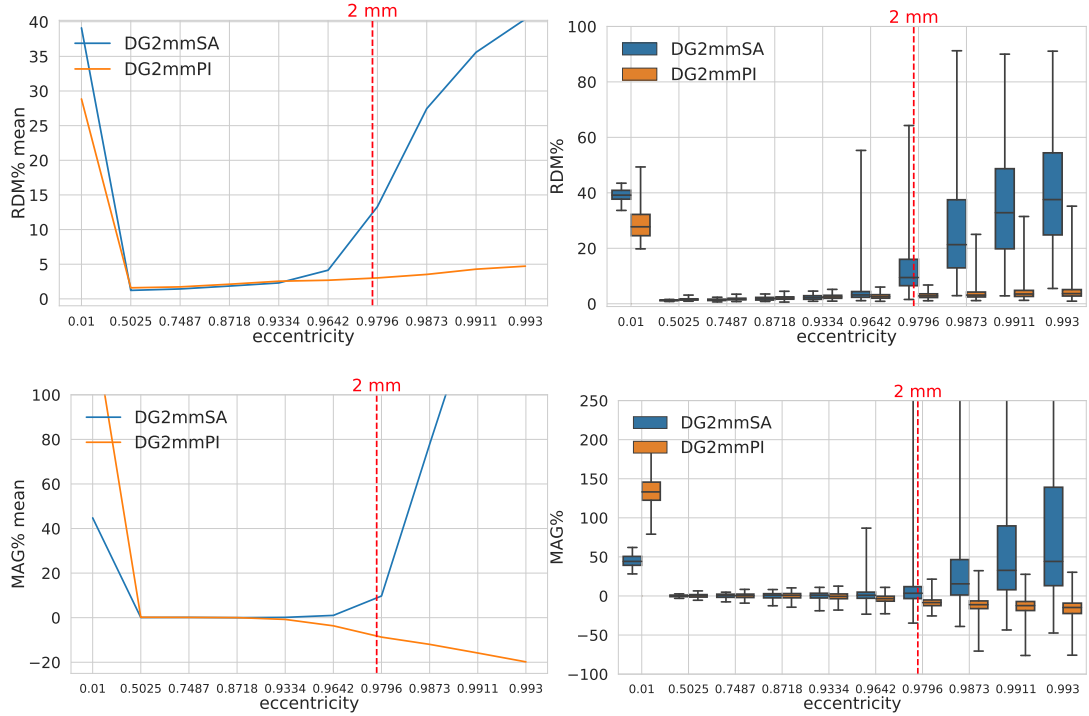 2 mm
RDM% mean
40
35
30
25
20
15
10
5
0
DG2mmSA
DG2mmPI
0.01 0.5025 0.7487 0.8718 0.9334 0.9642 0.9796 0.9873 0.9911 0.993
eccentricity
2 mm
RDM%
100
80
60
40
20
0
DG2mmSA
DG2mmPI
0.01 0.5025 0.7487 0.8718 0.9334 0.9642 0.9796 0.9873 0.9911 0.993
eccentricity
2 mm
MAG% mean
100
80
60
40
20
0
−20
DG2mmSA
DG2mmPI
0.01 0.5025 0.7487 0.8718 0.9334 0.9642 0.9796 0.9873 0.9911 0.993
eccentricity
2 mm
MAG%
250
200
150
100
50
0
−50
−100
DG2mmSA
DG2mmPI
0.01 0.5025 0.7487 0.8718 0.9334 0.9642 0.9796 0.9873 0.9911 0.993
eccentricity